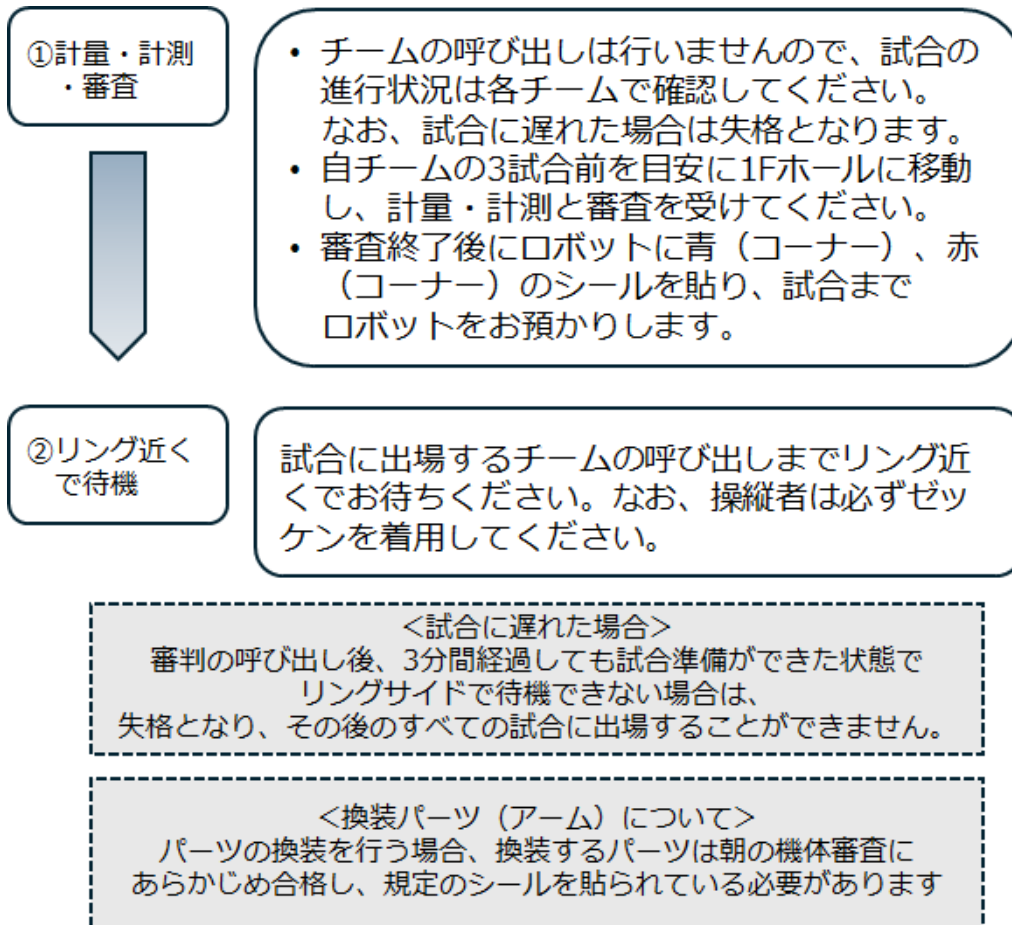 ①計量・計測
・審査
• チームの呼び出しは行いませんので、試合の
進行状況は各チームで確認してください。
なお、試合に遅れた場合は失格となります。
• 自チームの3試合前を目安に1Fホールに移動
し、計量・計測と審査を受けてください。
• 審査終了後にロボットに青（コーナー）、赤
（コーナー）のシールを貼り、試合まで
ロボットをお預かりします。
②リング近く
で待機
試合に出場するチームの呼び出しまでリング近
くでお待ちください。なお、操縦者は必ずゼッ
ケンを着用してください。
＜試合に遅れた場合＞
審判の呼び出し後、3分間経過しても試合準備ができた状態で
リングサイドで待機できない場合は、
失格となり、その後のすべての試合に出場することができません。
＜換装パーツ（アーム）について＞
パーツの換装を行う場合、換装するパーツは朝の機体審査に
あらかじめ合格し、規定のシールを貼られている必要があります